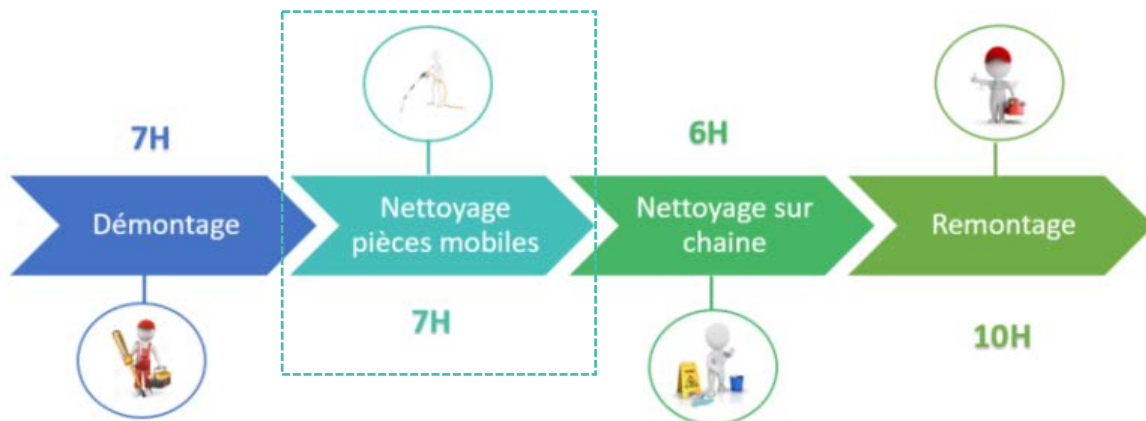 7H
Démontage
Nettoyage
pièces mobiles
7H
6H
Nettoyage sur
chaine
Remontage
10H